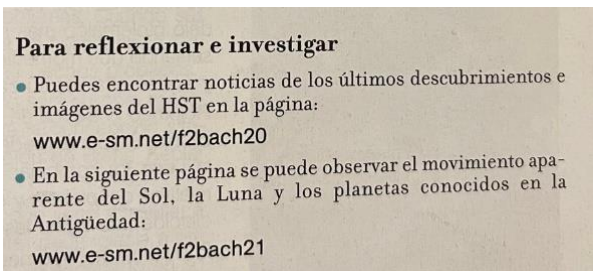 Para reflexionar e investigar
• Puedes encontrar noticias de los últimos descubrimientos e
imágenes del HST en la página:
www.e-sm.net/f2bach20
• En la siguiente página se puede observar el movimiento apa-
rente del Sol, la Luna y los planetas conocidos en la
Antigüedad:
www.e-sm.net/f2bach21